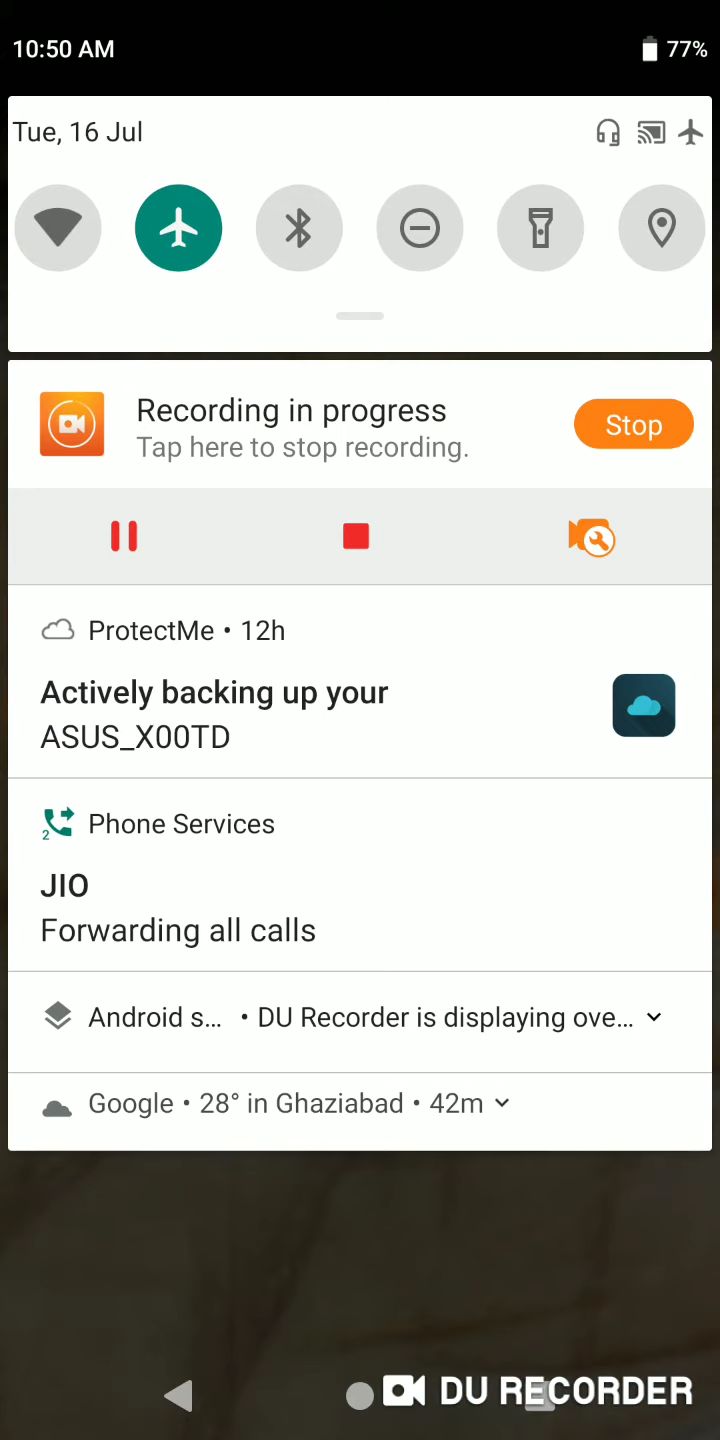 10:50 AM 77%
Tue, 16 Jul
Recording in progress
Tap here to stop recording.
Stop
ProtectMe • 12h
Actively backing up your
ASUS_X00TD
2 Phone Services
JIO
Forwarding all calls
Android s... • DU Recorder is displaying ove...
Google • 28° in Ghaziabad • 42m
DU RECORDER